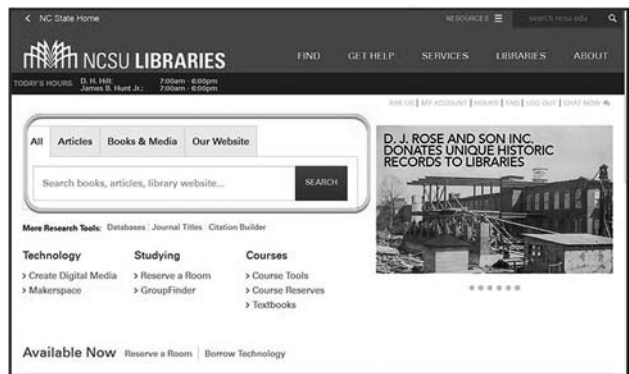 NC State Home
RESOURCES
Search ncsu.edu
NCSU LIBRARIES
FIND GET HELP SERVICES LIBRARIES ABOUT
TODAY'S HOURS: D. H. Hill: 7:00am - 6:00pm
James B. Hunt Jr.: 7:00am - 6:00pm
ASK US | MY ACCOUNT | HOURS | FAQ | LOG OUT | CHAT NOW
All Articles Books & Media Our Website
Search books, articles, library website...
SEARCH
D. J. ROSE AND SON INC.
DONATES UNIQUE HISTORIC
RECORDS TO LIBRARIES
More Research Tools: Databases | Journal Titles | Citation Builder
Technology Studying Courses
> Create Digital Media > Reserve a Room > Course Tools
> Makerspace > GroupFinder > Course Reserves
> Textbooks
Available Now Reserve a Room | Borrow Technology